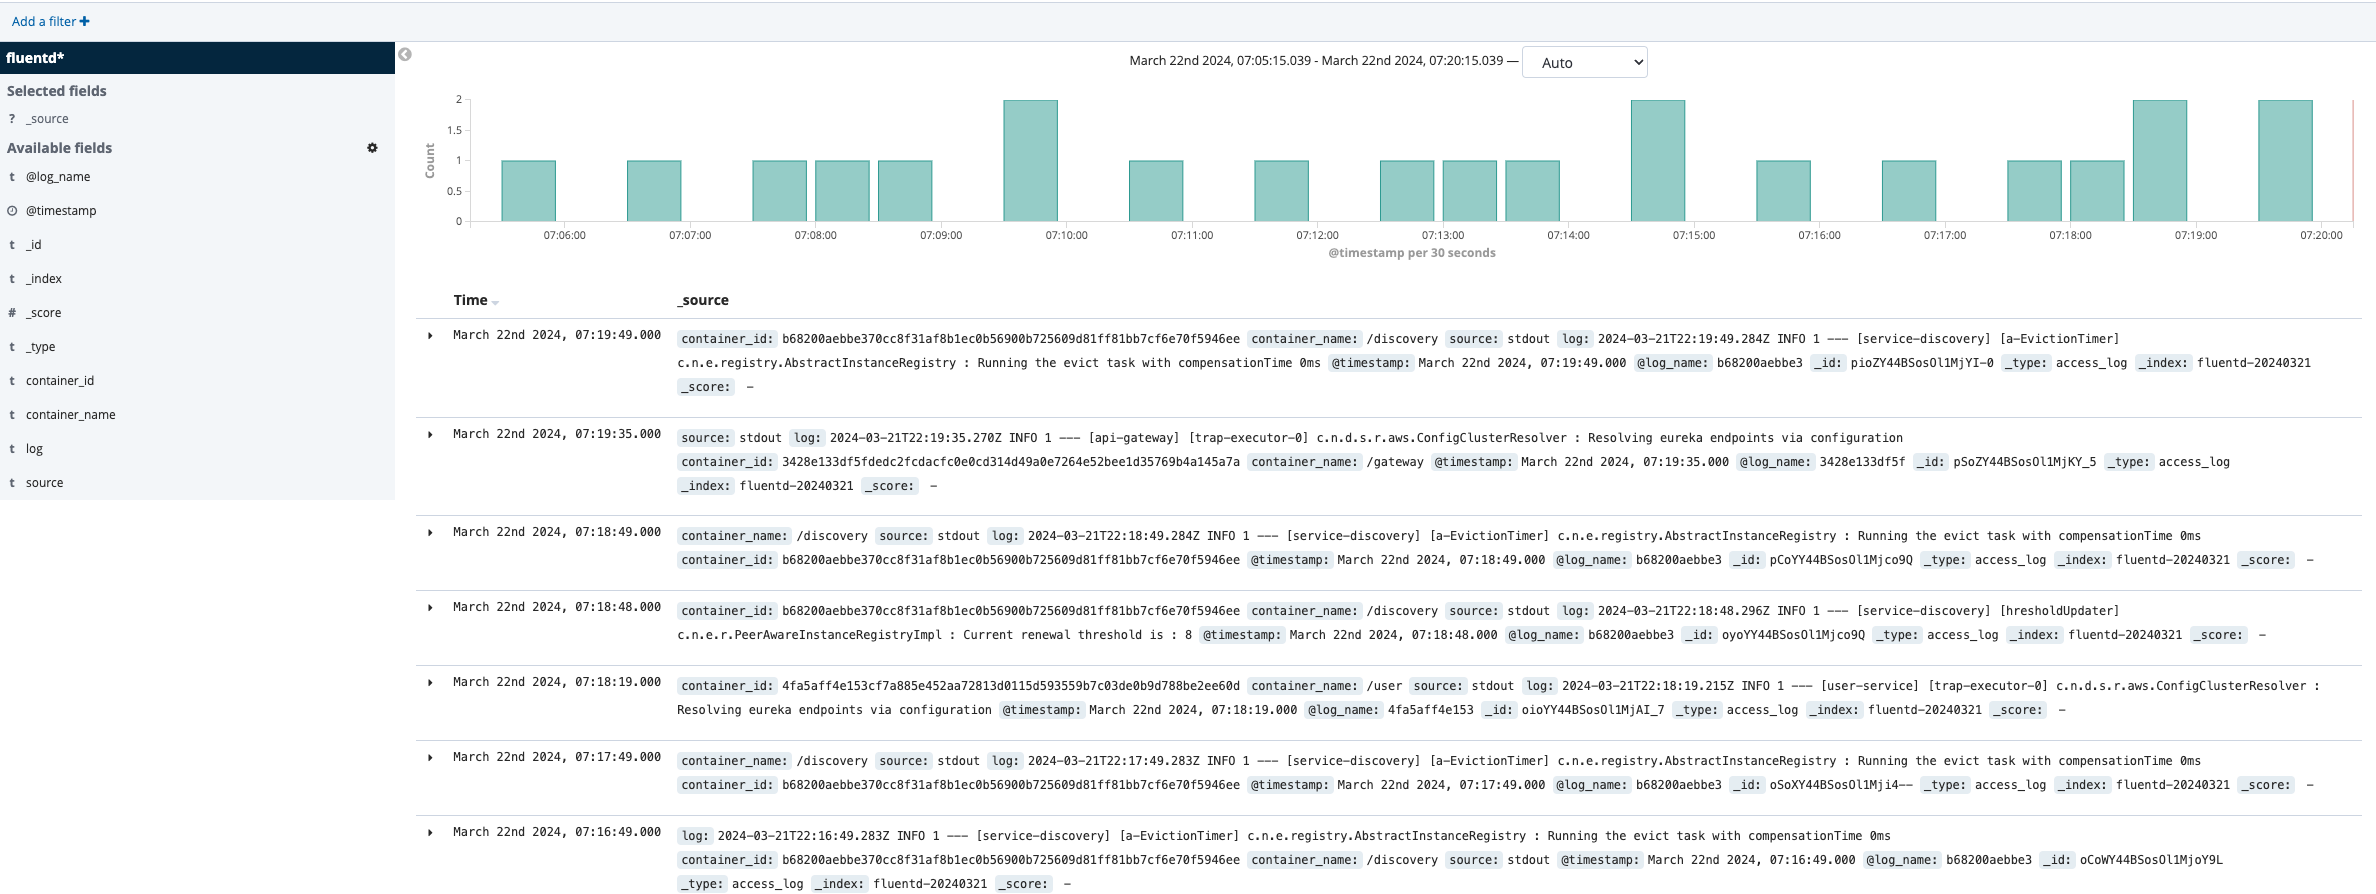 Add a filter +
fluentd*
Selected fields
? _source
Available fields
t @log_name
@timestamp
t _id
t _index
# _score
t _type
t container_id
t container_name
t log
t source
March 22nd 2024, 07:05:15.039 - March 22nd 2024, 07:20:15.039 — Auto
Count
2
1.5
1
0.5
0
07:06:00 07:07:00 07:08:00 07:09:00 07:10:00 07:11:00 07:12:00 07:13:00 07:14:00 07:15:00 07:16:00 07:17:00 07:18:00 07:19:00 07:20:00
@timestamp per 30 seconds
Time _source
March 22nd 2024, 07:19:49.000 container_id: b68200aebbe370cc8f31af8b1ec0b56900b725609d81ff81bb7cf6e70f5946ee container_name: /discovery source: stdout log: 2024-03-21T22:19:49.284Z INFO 1 --- [service-discovery] [a-EvictionTimer]
c.n.e.registry.AbstractInstanceRegistry : Running the evict task with compensationTime 0ms @timestamp: March 22nd 2024, 07:19:49.000 @log_name: b68200aebbe3 _id: pioZY44BSosOl1MjYI-0 _type: access_log _index: fluentd-20240321
_score: -
March 22nd 2024, 07:19:35.000 source: stdout log: 2024-03-21T22:19:35.270Z INFO 1 --- [api-gateway] [trap-executor-0] c.n.d.s.r.aws.ConfigClusterResolver : Resolving eureka endpoints via configuration
container_id: 3428e133df5fdedc2fcdacfc0e0cd314d49a0e7264e52bee1d35769b4a145a7a container_name: /gateway @timestamp: March 22nd 2024, 07:19:35.000 @log_name: 3428e133df5f _id: pSoZY44BSosOl1MjKY_5 _type: access_log
_index: fluentd-20240321 _score: -
March 22nd 2024, 07:18:49.000 container_name: /discovery source: stdout log: 2024-03-21T22:18:49.284Z INFO 1 --- [service-discovery] [a-EvictionTimer] c.n.e.registry.AbstractInstanceRegistry : Running the evict task with compensationTime 0ms
container_id: b68200aebbe370cc8f31af8b1ec0b56900b725609d81ff81bb7cf6e70f5946ee @timestamp: March 22nd 2024, 07:18:49.000 @log_name: b68200aebbe3 _id: pCoYY44BSosOl1Mjco9Q _type: access_log _index: fluentd-20240321 _score: -
March 22nd 2024, 07:18:48.000 container_id: b68200aebbe370cc8f31af8b1ec0b56900b725609d81ff81bb7cf6e70f5946ee container_name: /discovery source: stdout log: 2024-03-21T22:18:48.296Z INFO 1 --- [service-discovery] [hresholdUpdater]
c.n.e.r.PeerAwareInstanceRegistryImpl : Current renewal threshold is : 8 @timestamp: March 22nd 2024, 07:18:48.000 @log_name: b68200aebbe3 _id: oyoYY44BSosOl1Mjco9Q _type: access_log _index: fluentd-20240321 _score: -
March 22nd 2024, 07:18:19.000 container_id: 4fa5aff4e153cf7a885e452aa72813d0115d593559b7c03de0b9d788be2ee60d container_name: /user source: stdout log: 2024-03-21T22:18:19.215Z INFO 1 --- [user-service] [trap-executor-0] c.n.d.s.r.aws.ConfigClusterResolver :
Resolving eureka endpoints via configuration @timestamp: March 22nd 2024, 07:18:19.000 @log_name: 4fa5aff4e153 _id: oioYY44BSosOl1MjAI_7 _type: access_log _index: fluentd-20240321 _score: -
March 22nd 2024, 07:17:49.000 container_name: /discovery source: stdout log: 2024-03-21T22:17:49.283Z INFO 1 --- [service-discovery] [a-EvictionTimer] c.n.e.registry.AbstractInstanceRegistry : Running the evict task with compensationTime 0ms
container_id: b68200aebbe370cc8f31af8b1ec0b56900b725609d81ff81bb7cf6e70f5946ee @timestamp: March 22nd 2024, 07:17:49.000 @log_name: b68200aebbe3 _id: oSoXY44BSosOl1Mji4-- _type: access_log _index: fluentd-20240321 _score: -
March 22nd 2024, 07:16:49.000 log: 2024-03-21T22:16:49.283Z INFO 1 --- [service-discovery] [a-EvictionTimer] c.n.e.registry.AbstractInstanceRegistry : Running the evict task with compensationTime 0ms
container_id: b68200aebbe370cc8f31af8b1ec0b56900b725609d81ff81bb7cf6e70f5946ee container_name: /discovery source: stdout @timestamp: March 22nd 2024, 07:16:49.000 @log_name: b68200aebbe3 _id: oCoWY44BSosOl1MjoY9L
_type: access_log _index: fluentd-20240321 _score: -